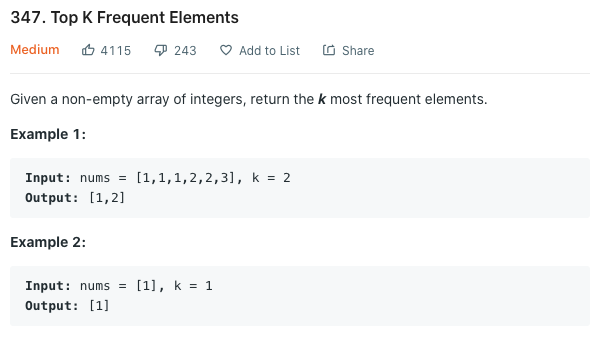 347. Top K Frequent Elements
Medium 4115 243 Add to List Share
Given a non-empty array of integers, return the k most frequent elements.
Example 1:
Input: nums = [1,1,1,2,2,3], k = 2
Output: [1,2]
Example 2:
Input: nums = [1], k = 1
Output: [1]